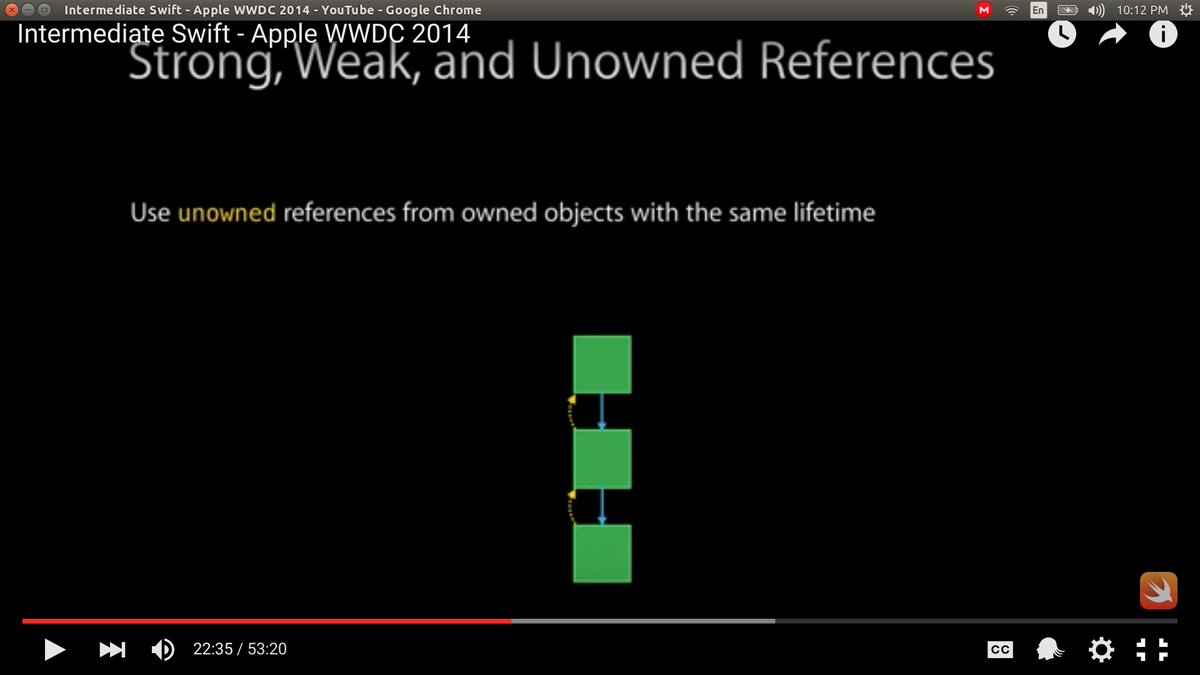 Intermediate Swift - Apple WWDC 2014 - YouTube - Google Chrome
M
En
10:12 PM
Intermediate Swift - Apple WWDC 2014
Strong, Weak, and Unowned References
Use unowned references from owned objects with the same lifetime
22:35 / 53:20
CC